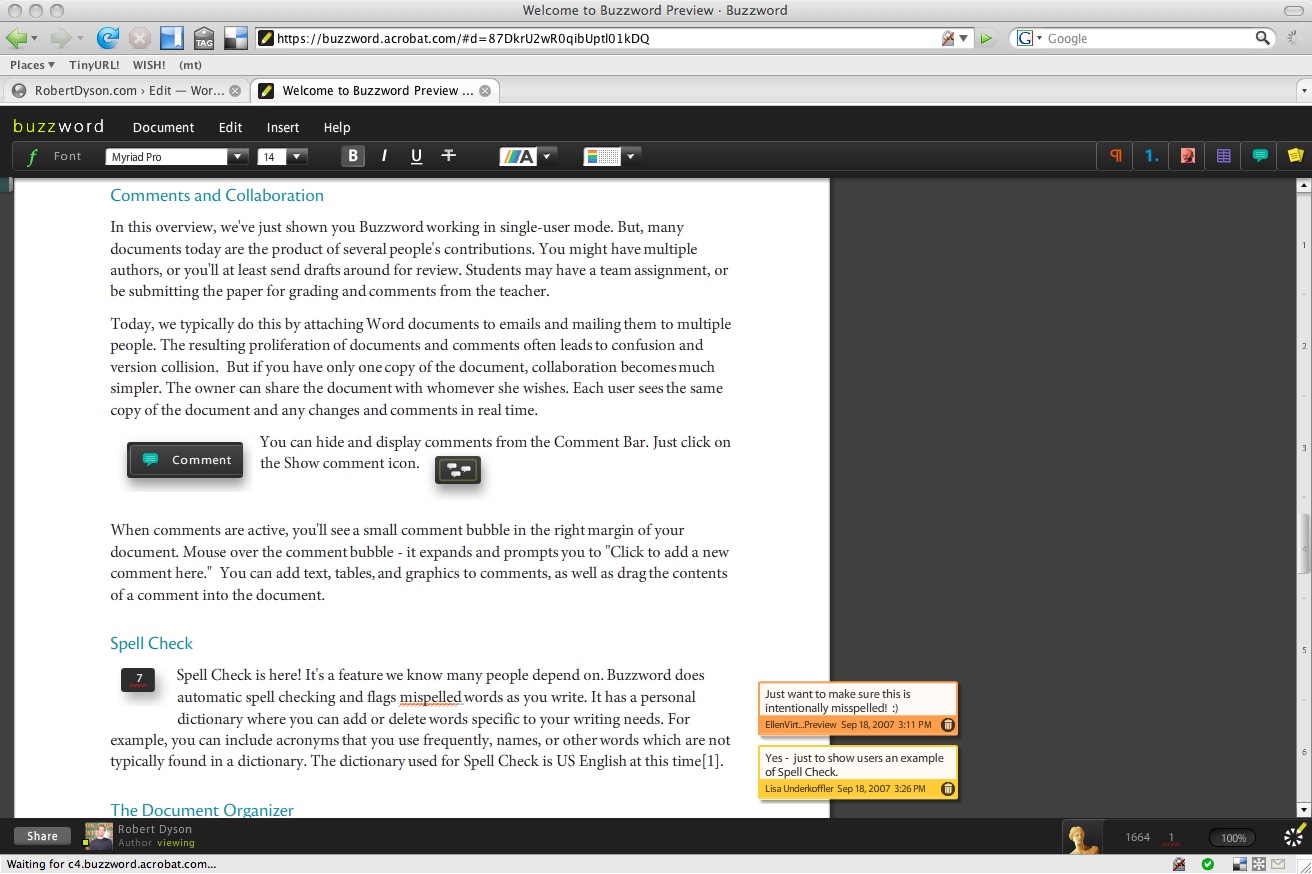 Welcome to Buzzword Preview · Buzzword
TAG
https://buzzword.acrobat.com/#d=87DkrU2wR0qibUptl01kDQ
G
Google
Places TinyURL! WISH! (mt)
RobertDyson.com › Edit — Wor...
Welcome to Buzzword Preview ...
buzzword Document Edit Insert Help
f Font Myriad Pro 14 B I U T A ¶ 1.
Comments and Collaboration
In this overview, we've just shown you Buzzword working in single-user mode. But, many
documents today are the product of several people's contributions. You might have multiple
authors, or you'll at least send drafts around for review. Students may have a team assignment, or
be submitting the paper for grading and comments from the teacher.
Today, we typically do this by attaching Word documents to emails and mailing them to multiple
people. The resulting proliferation of documents and comments often leads to confusion and
version collision.  But if you have only one copy of the document, collaboration becomes much
simpler. The owner can share the document with whomever she wishes. Each user sees the same
copy of the document and any changes and comments in real time.
Comment
You can hide and display comments from the Comment Bar. Just click on
the Show comment icon.
When comments are active, you'll see a small comment bubble in the right margin of your
document. Mouse over the comment bubble - it expands and prompts you to "Click to add a new
comment here."  You can add text, tables, and graphics to comments, as well as drag the contents
of a comment into the document.
Spell Check
7
Spell Check is here! It's a feature we know many people depend on. Buzzword does
automatic spell checking and flags mispelled words as you write. It has a personal
dictionary where you can add or delete words specific to your writing needs. For
example, you can include acronyms that you use frequently, names, or other words which are not
typically found in a dictionary. The dictionary used for Spell Check is US English at this time[1].
The Document Organizer
Just want to make sure this is
intentionally misspelled!  :)
EllenVirt...Preview Sep 18, 2007 3:11 PM
Yes -  just to show users an example
of Spell Check.
Lisa Underkoffler Sep 18, 2007 3:26 PM
1
2
3
4
5
6
Share
Robert Dyson
Author viewing
1664 1 100%
Waiting for c4.buzzword.acrobat.com...